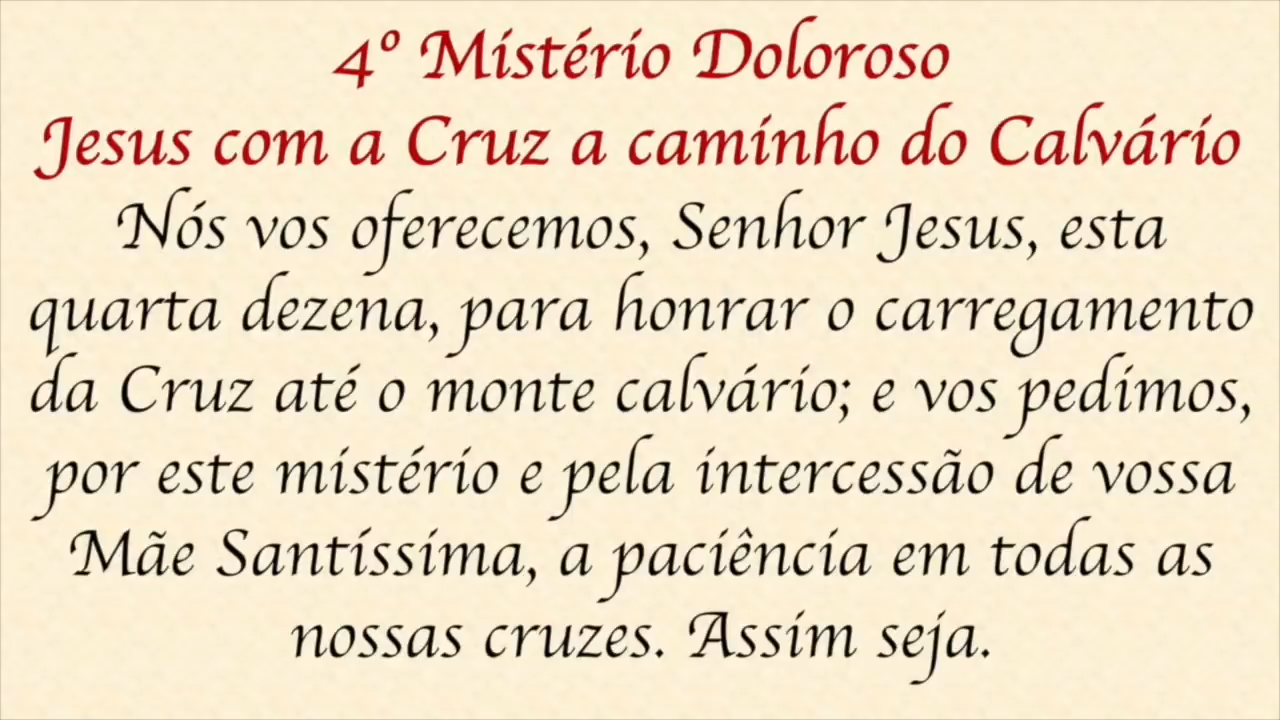 4º Mistério Doloroso
Jesus com a Cruz a caminho do Calvário
Nós vos oferecemos, Senhor Jesus, esta
quarta dezena, para honrar o carregamento
da Cruz até o monte calvário; e vos pedimos,
por este mistério e pela intercessão de vossa
Mãe Santíssima, a paciência em todas as
nossas cruzes. Assim seja.